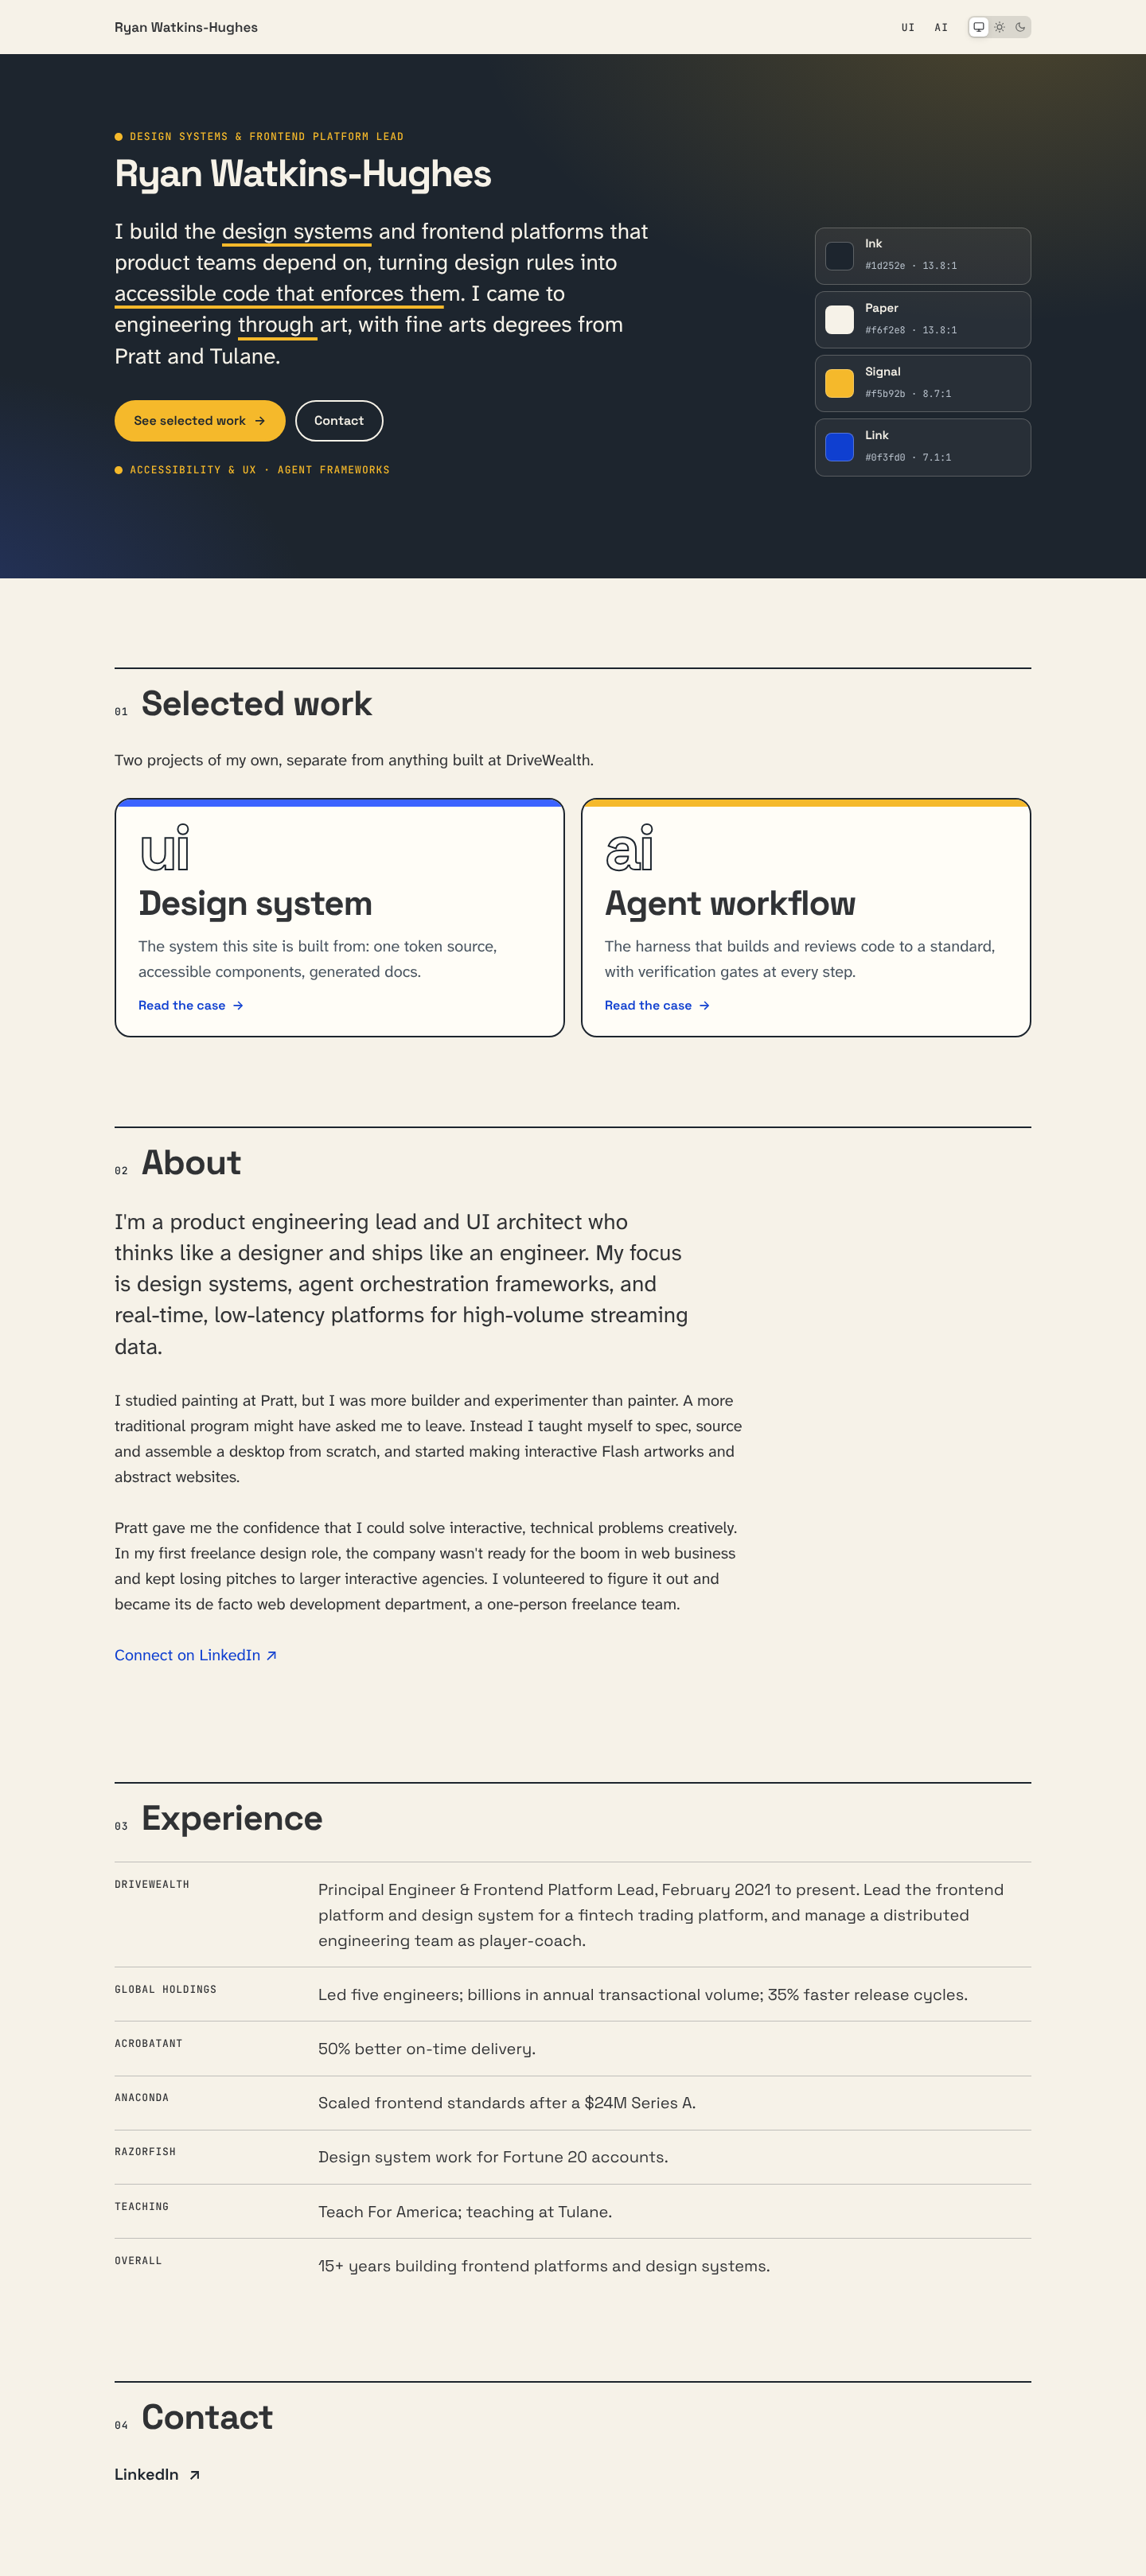 Ryan Watkins-Hughes
UI AI
DESIGN SYSTEMS & FRONTEND PLATFORM LEAD
Ryan Watkins-Hughes
I build the design systems and frontend platforms that
product teams depend on, turning design rules into
accessible code that enforces them. I came to
engineering through art, with fine arts degrees from
Pratt and Tulane.
See selected work →
Contact
ACCESSIBILITY & UX · AGENT FRAMEWORKS
Ink
#1d252e · 13.8:1
Paper
#f6f2e8 · 13.8:1
Signal
#f5b92b · 8.7:1
Link
#0f3fd0 · 7.1:1
01 Selected work
Two projects of my own, separate from anything built at DriveWealth.
ui
Design system
The system this site is built from: one token source,
accessible components, generated docs.
Read the case →
ai
Agent workflow
The harness that builds and reviews code to a standard,
with verification gates at every step.
Read the case →
02 About
I'm a product engineering lead and UI architect who
thinks like a designer and ships like an engineer. My focus
is design systems, agent orchestration frameworks, and
real-time, low-latency platforms for high-volume streaming
data.
I studied painting at Pratt, but I was more builder and experimenter than painter. A more
traditional program might have asked me to leave. Instead I taught myself to spec, source
and assemble a desktop from scratch, and started making interactive Flash artworks and
abstract websites.
Pratt gave me the confidence that I could solve interactive, technical problems creatively.
In my first freelance design role, the company wasn't ready for the boom in web business
and kept losing pitches to larger interactive agencies. I volunteered to figure it out and
became its de facto web development department, a one-person freelance team.
Connect on LinkedIn ↗
03 Experience
DRIVEWEALTH
Principal Engineer & Frontend Platform Lead, February 2021 to present. Lead the frontend
platform and design system for a fintech trading platform, and manage a distributed
engineering team as player-coach.
GLOBAL HOLDINGS
Led five engineers; billions in annual transactional volume; 35% faster release cycles.
ACROBATANT
50% better on-time delivery.
ANACONDA
Scaled frontend standards after a $24M Series A.
RAZORFISH
Design system work for Fortune 20 accounts.
TEACHING
Teach For America; teaching at Tulane.
OVERALL
15+ years building frontend platforms and design systems.
04 Contact
LinkedIn ↗